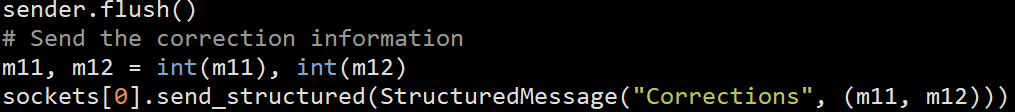 sender.flush()
# Send the correction information
m11, m12 = int(m11), int(m12)
sockets[0].send_structured(StructuredMessage("Corrections", (m11, m12)))